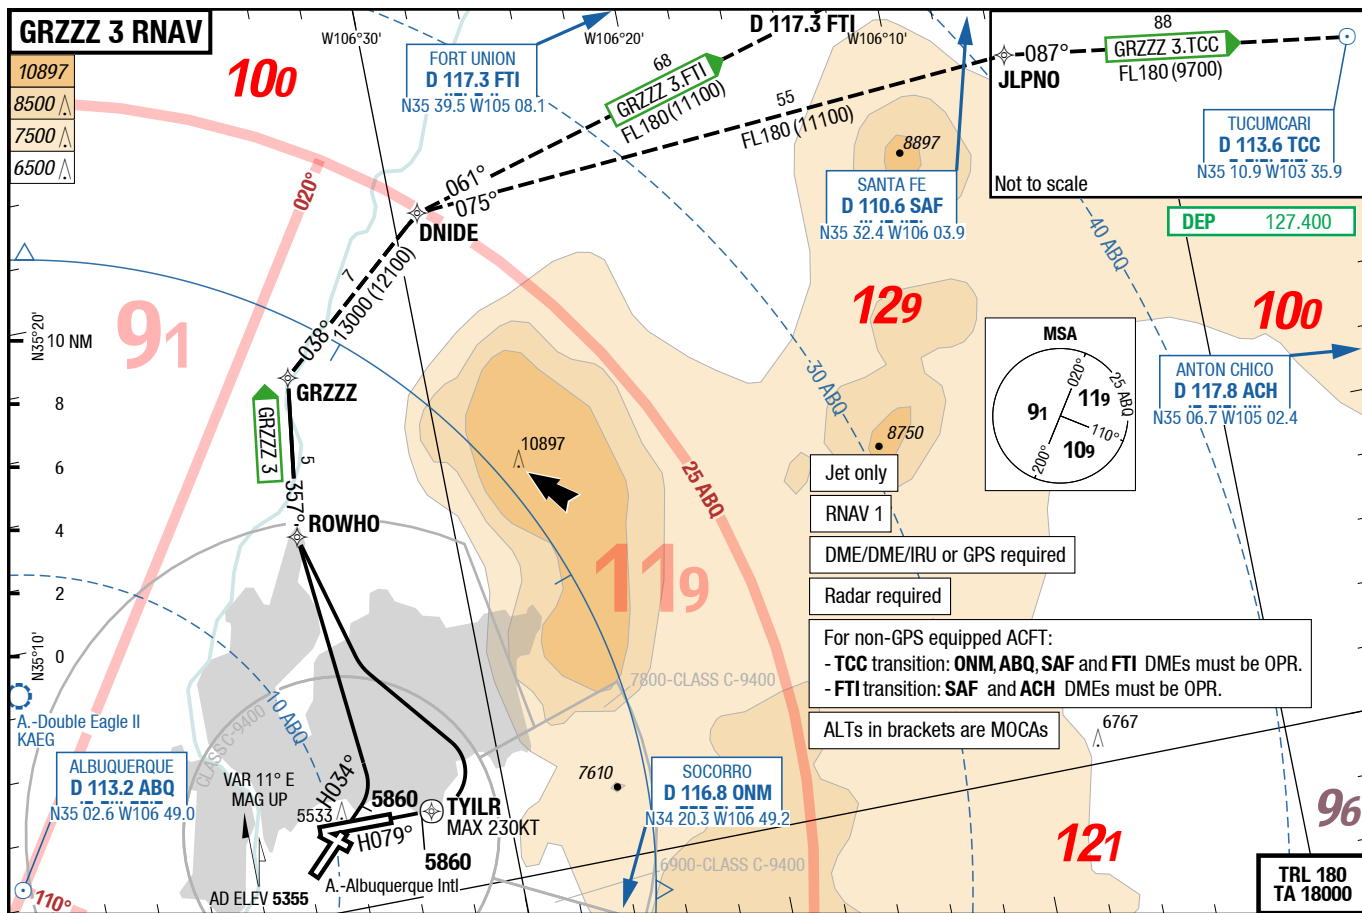 GRZZZ 3 RNAV
10897
8500
7500
6500
100
W106°30'
FORT UNION
D 117.3 FTI
N35 39.5 W105 08.1
W106°20'
D 117.3 FTI
W106°10'
68
GRZZZ 3.FTI
FL180(11100)
55
FL180(11100)
88
087°
GRZZZ 3.TCC
FL180(9700)
JLPNO
TUCUMCARI
D 113.6 TCC
N35 10.9 W103 35.9
Not to scale
8897
SANTA FE
D 110.6 SAF
N35 32.4 W106 03.9
DEP 127.400
020°
061°
075°
DNIDE
7
13000 (12100)
038°
40 ABQ
129
100
91
N35°20'
10 NM
8
6
4
2
0
N35°10'
GRZZZ
GRZZZ 3
5
357°
ROWHO
MSA
020°
25 ABQ
91
119
110°
109
200°
ANTON CHICO
D 117.8 ACH
N35 06.7 W105 02.4
30 ABQ
8750
10897
25 ABQ
119
Jet only
RNAV 1
DME/DME/IRU or GPS required
Radar required
For non-GPS equipped ACFT:
- TCC transition: ONM, ABQ, SAF and FTI DMEs must be OPR.
- FTI transition: SAF and ACH DMEs must be OPR.
ALTs in brackets are MOCAs
7800-CLASS C-9400
6767
A.-Double Eagle II
KAEG
CLASS C-9400
10 ABQ
ALBUQUERQUE
D 113.2 ABQ
N35 02.6 W106 49.0
VAR 11° E
MAG UP
H034°
5533
5860
TYILR
MAX 230KT
H079°
5860
7610
SOCORRO
D 116.8 ONM
N34 20.3 W106 49.2
6900-CLASS C-9400
121
96
A.-Albuquerque Intl
AD ELEV 5355
110°
TRL 180
TA 18000